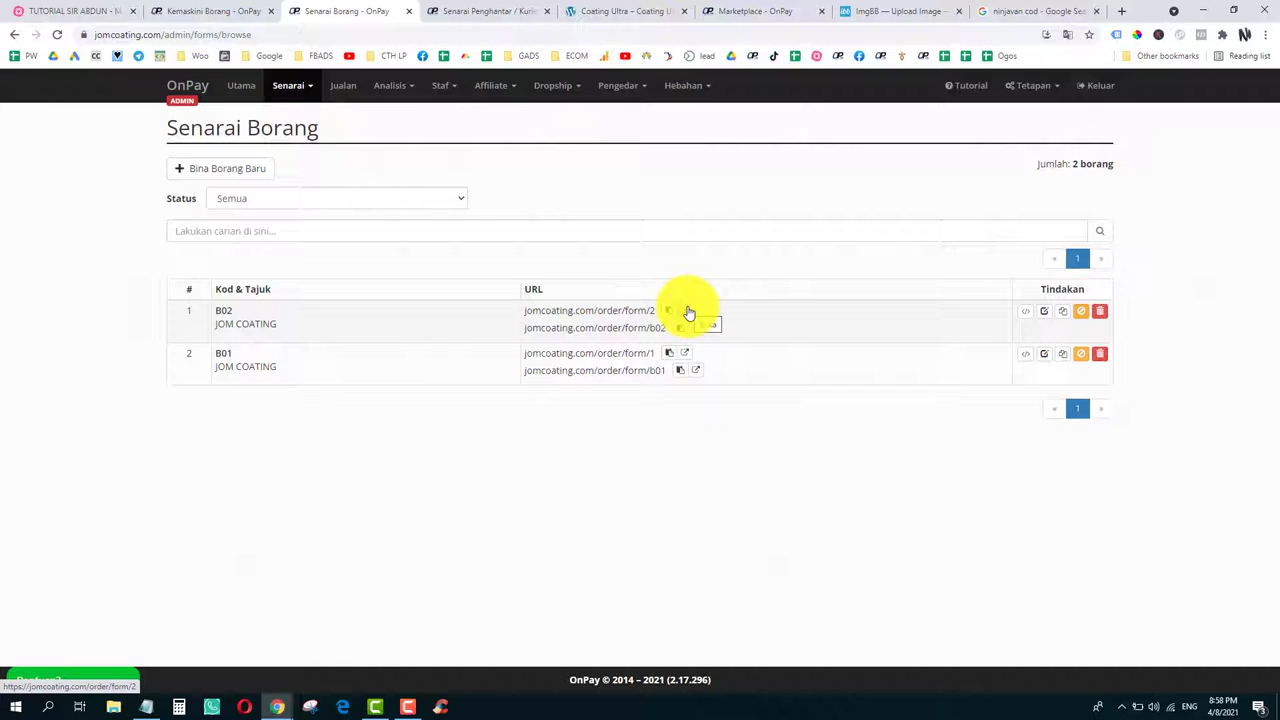 TUTORIAL SIR ABDUN - M
Kemaskini Borang - OnPay
Senarai Borang - OnPay
Senarai Penghantar / Kurie
Coating Ultra – Coating U
Marketplace - OnPay
ImgBB — Upload Image
ninjavan cod - Google Sea
jomcoating.com/admin/forms/browse
PW
Woo
Google
FBADS
CTH LP
GADS
ECOM
lead
PP
Ogos
Other bookmarks
Reading list
OnPay
ADMIN
Utama
Senarai
Jualan
Analisis
Staf
Affiliate
Dropship
Pengedar
Hebahan
Tutorial
Tetapan
Keluar
Senarai Borang
Bina Borang Baru
Jumlah: 2 borang
Status
Semua
Lakukan carian di sini...
« 1 »
# Kod & Tajuk URL Tindakan
1 B02 jomcoating.com/order/form/2
JOM COATING jomcoating.com/order/form/b02
2 B01 jomcoating.com/order/form/1
JOM COATING jomcoating.com/order/form/b01
« 1 »
OnPay © 2014 – 2021 (2.17.296)
https://jomcoating.com/order/form/2
ENG
8:58 PM
4/8/2021